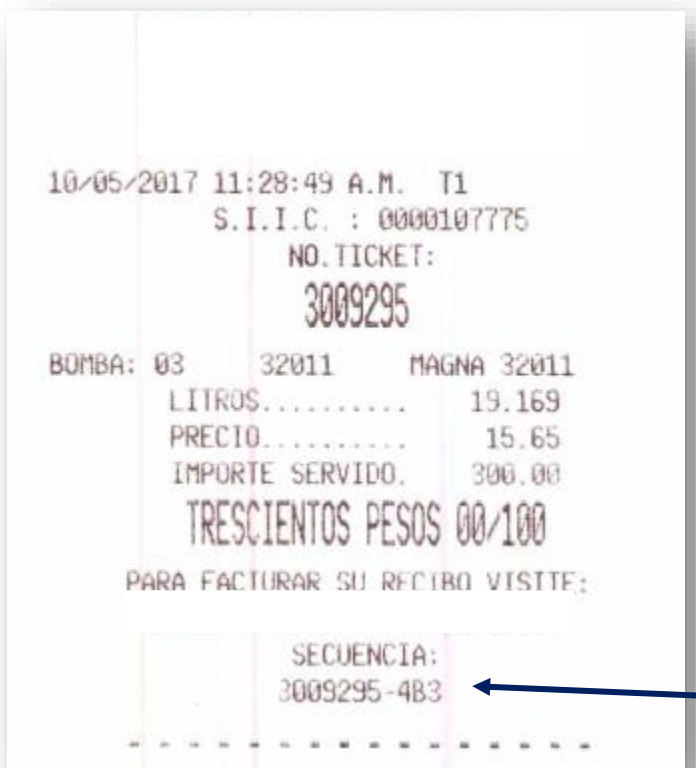 10/05/2017 11:28:49 A.M. T1
S.I.I.C. : 0000107775
NO.TICKET:
3009295
BOMBA: 03 32011 MAGNA 32011
LITROS.......... 19.169
PRECIO.......... 15.65
IMPORTE SERVIDO. 300.00
TRESCIENTOS PESOS 00/100
PARA FACTURAR SU RECIBO VISITE:
SECUENCIA:
3009295-4B3